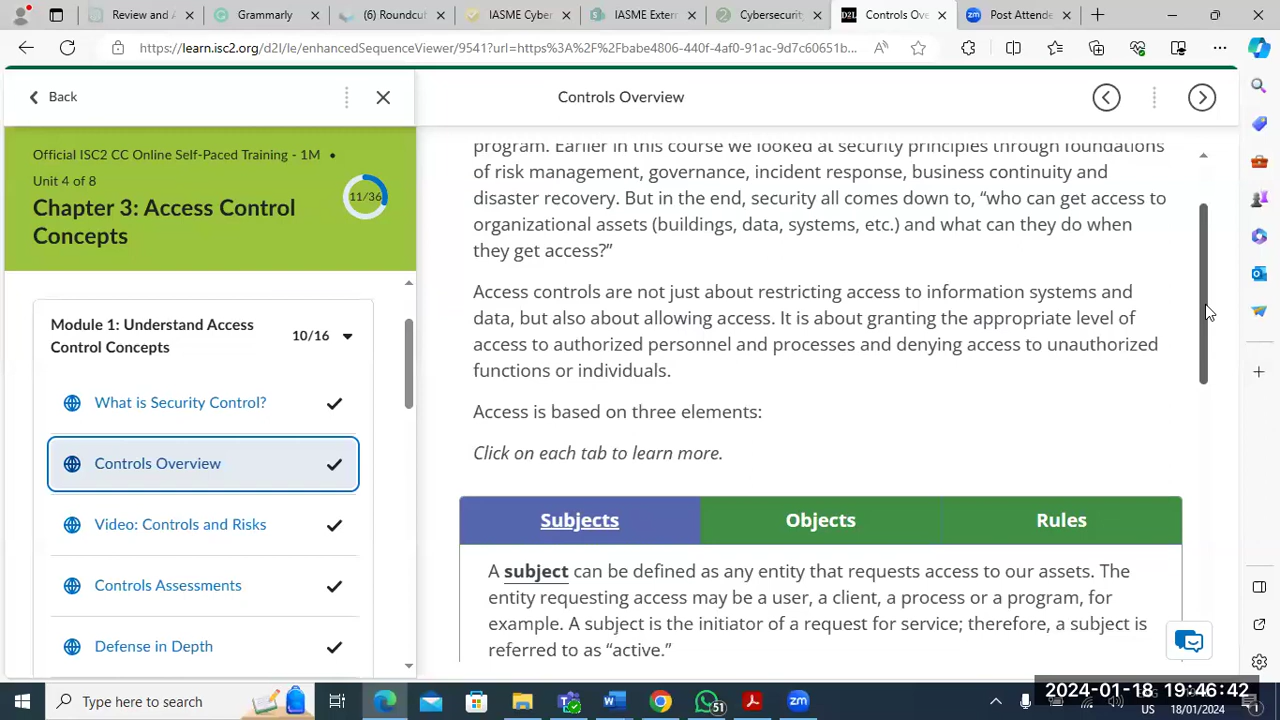 Review and A
Grammarly
(6) Roundcut
IASME Cyber
IASME Extern
Cybersecurity
D2L
Controls Ove
Post Attende
https://learn.isc2.org/d2l/le/enhancedSequenceViewer/9541?url=https%3A%2F%2Fbabe4806-440f-4af0-91ac-9d7c60651b...
Back
Controls Overview
Official ISC2 CC Online Self-Paced Training - 1M •
Unit 4 of 8
Chapter 3: Access Control
Concepts
11/36
Module 1: Understand Access
Control Concepts
10/16
What is Security Control?
Controls Overview
Video: Controls and Risks
Controls Assessments
Defense in Depth
program. Earlier in this course we looked at security principles through foundations
of risk management, governance, incident response, business continuity and
disaster recovery. But in the end, security all comes down to, “who can get access to
organizational assets (buildings, data, systems, etc.) and what can they do when
they get access?”
Access controls are not just about restricting access to information systems and
data, but also about allowing access. It is about granting the appropriate level of
access to authorized personnel and processes and denying access to unauthorized
functions or individuals.
Access is based on three elements:
Click on each tab to learn more.
Subjects
Objects
Rules
A subject can be defined as any entity that requests access to our assets. The
entity requesting access may be a user, a client, a process or a program, for
example. A subject is the initiator of a request for service; therefore, a subject is
referred to as “active.”
Type here to search
51
2024-01-18 19:46:42
US
18/01/2024